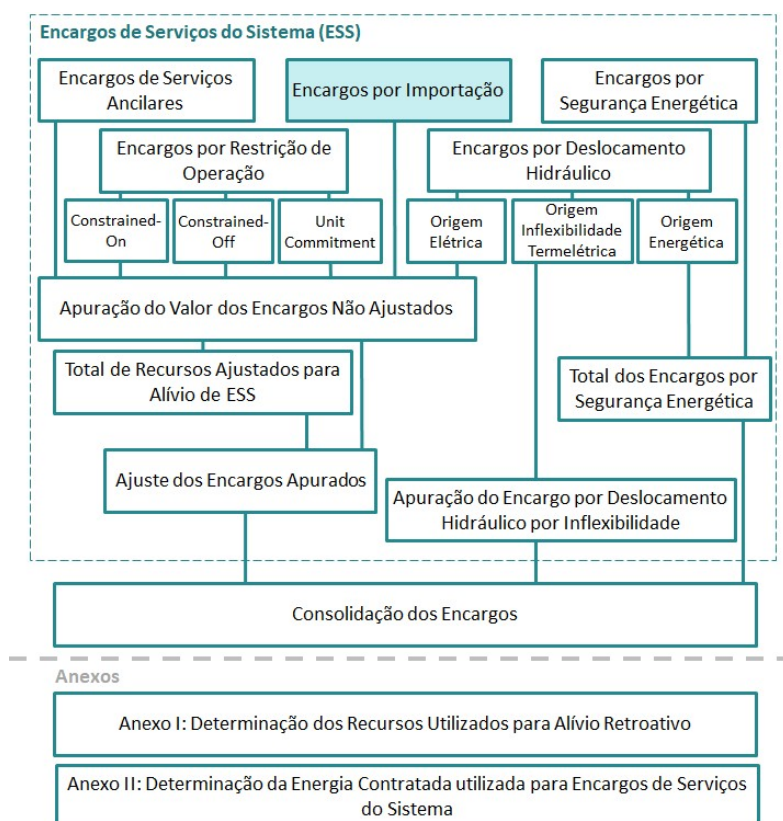 Encargos de Serviços do Sistema (ESS)
Encargos de Serviços
Ancilares
Encargos por Importação
Encargos por
Segurança Energética
Encargos por Restrição de
Operação
Encargos por Deslocamento
Hidráulico
Constrained-
On
Constrained-
Off
Unit
Commitment
Origem
Elétrica
Origem
Inflexibilidade
Termelétrica
Origem
Energética
Apuração do Valor dos Encargos Não Ajustados
Total de Recursos Ajustados para
Alívio de ESS
Total dos Encargos por
Segurança Energética
Ajuste dos Encargos Apurados
Apuração do Encargo por Deslocamento
Hidráulico por Inflexibilidade
Consolidação dos Encargos
Anexos
Anexo I: Determinação dos Recursos Utilizados para Alívio Retroativo
Anexo II: Determinação da Energia Contratada utilizada para Encargos de Serviços
do Sistema